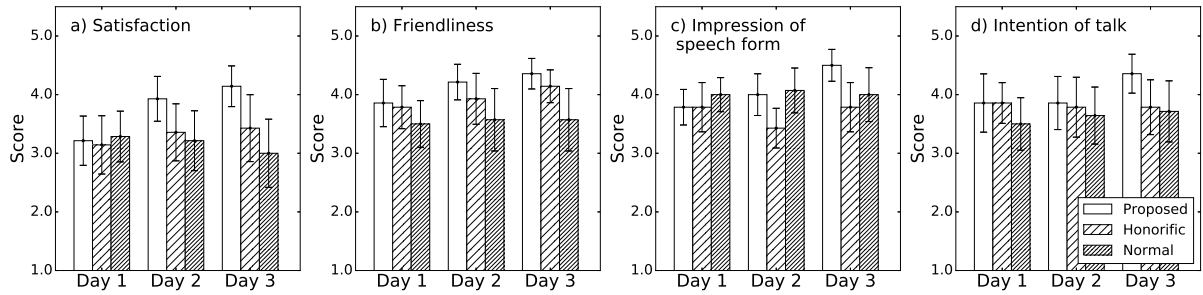 a) Satisfaction
5.0
4.0
3.0
2.0
1.0
Score
Day 1 Day 2 Day 3
b) Friendliness
5.0
4.0
3.0
2.0
1.0
Score
Day 1 Day 2 Day 3
c) Impression of
speech form
5.0
4.0
3.0
2.0
1.0
Score
Day 1 Day 2 Day 3
d) Intention of talk
5.0
4.0
3.0
2.0
1.0
Score
Day 1 Day 2 Day 3
Proposed
Honorific
Normal